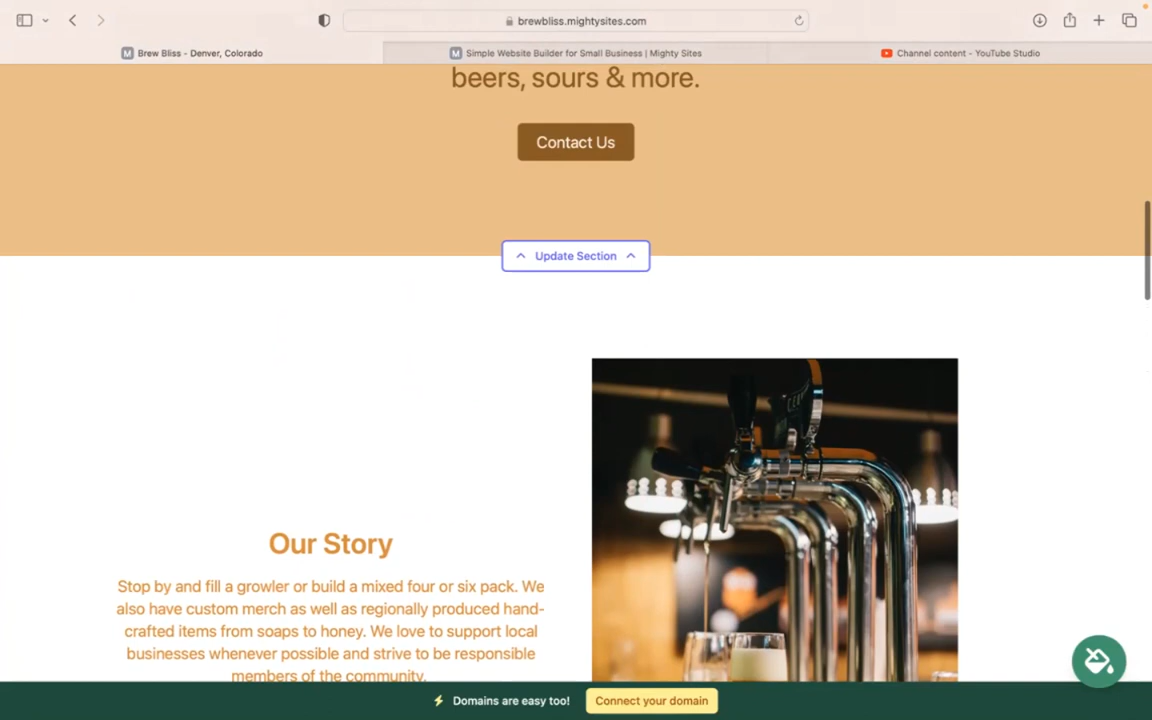 brewbliss.mightysites.com
Brew Bliss - Denver, Colorado
Simple Website Builder for Small Business | Mighty Sites
Channel content - YouTube Studio
beers, sours & more.
Contact Us
Update Section
Our Story
Stop by and fill a growler or build a mixed four or six pack. We
also have custom merch as well as regionally produced hand-
crafted items from soaps to honey. We love to support local
businesses whenever possible and strive to be responsible
members of the community.
Domains are easy too!
Connect your domain